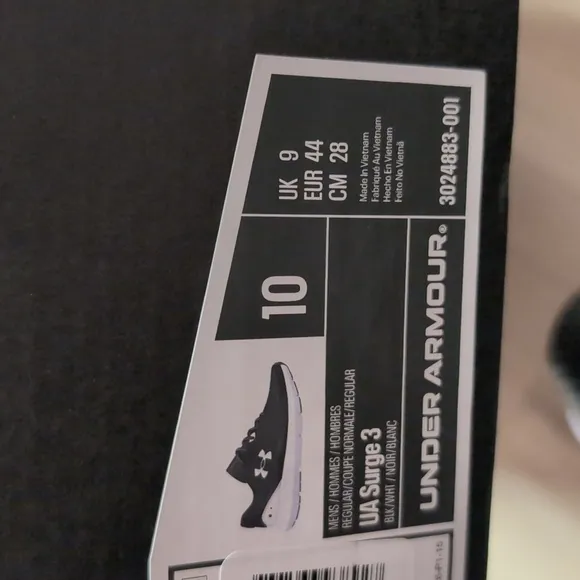 10
UK 9
EUR 44
CM 28
MENS / HOMMES / HOMBRES
REGULAR/COUPE NORMALE/REGULAR
UA Surge 3
BLK/WHT / NOIR/BLANC
Made In Vietnam
Fabriqué Au Vietnam
Hecho En Vietnam
Feito No Vietnã
UNDER ARMOUR®
3024883-001